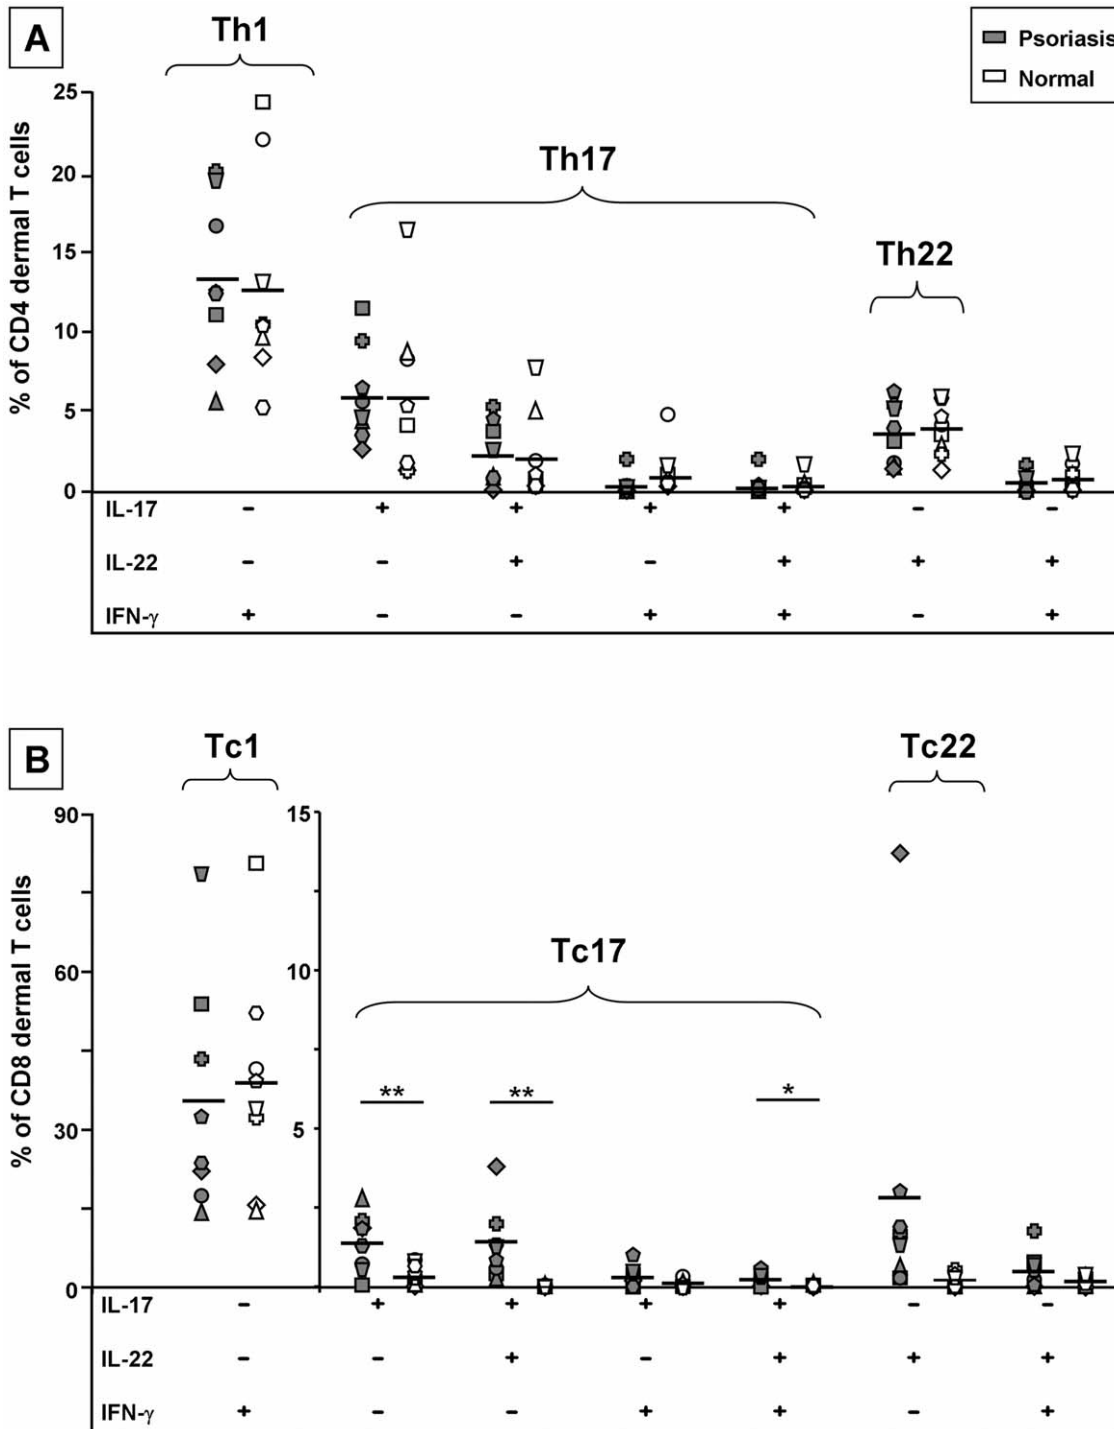 A
Th1
Psoriasis
Normal
% of CD4 dermal T cells
25
20
15
10
5
0
Th17
Th22
IL-17 – + + + + – –
IL-22 – – + – + + +
IFN-γ + – – + + – +
B
Tc1
Tc22
% of CD8 dermal T cells
90
60
30
0
15
10
5
Tc17
** ** *
IL-17 – + + + + – –
IL-22 – – + – + + +
IFN-γ + – – + + – +